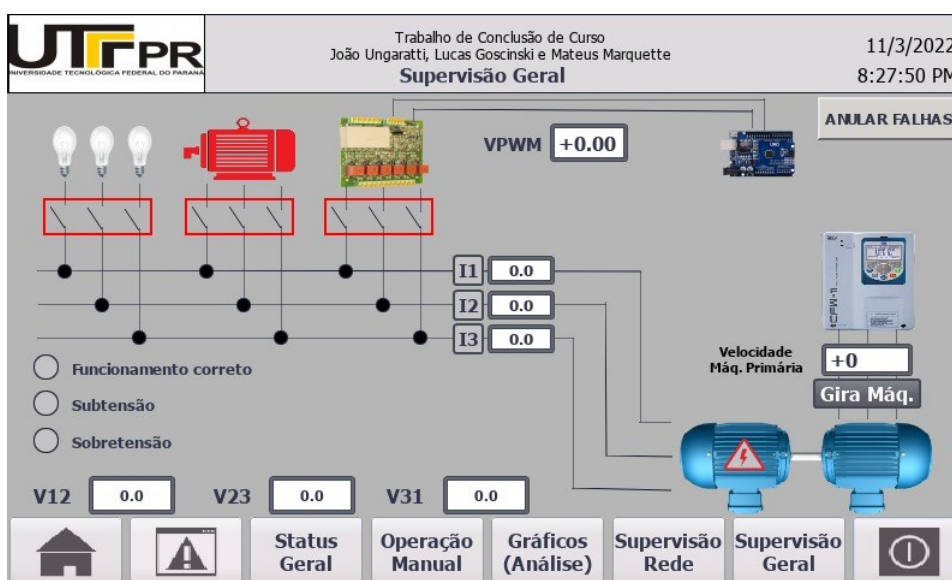 UTFPR
UNIVERSIDADE TECNOLÓGICA FEDERAL DO PARANÁ
Trabalho de Conclusão de Curso
João Ungaratti, Lucas Goscinski e Mateus Marquette
Supervisão Geral
11/3/2022
8:27:50 PM
ANULAR FALHAS
VPWM +0.00
UNO
I1 0.0
I2 0.0
I3 0.0
Velocidade
Máq. Primária
+0
Gira Máq.
Funcionamento correto
Subtensão
Sobretensão
V12 0.0 V23 0.0 V31 0.0
Status
Geral
Operação
Manual
Gráficos
(Análise)
Supervisão
Rede
Supervisão
Geral